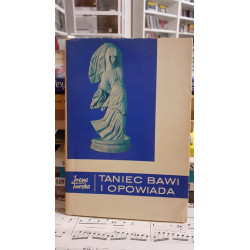 Irena
Turska
TANIEC BAWI
I OPOWIADA